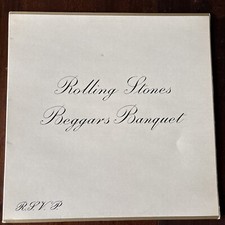 Rolling Stones
Beggars Banquet
R.S.V.P.